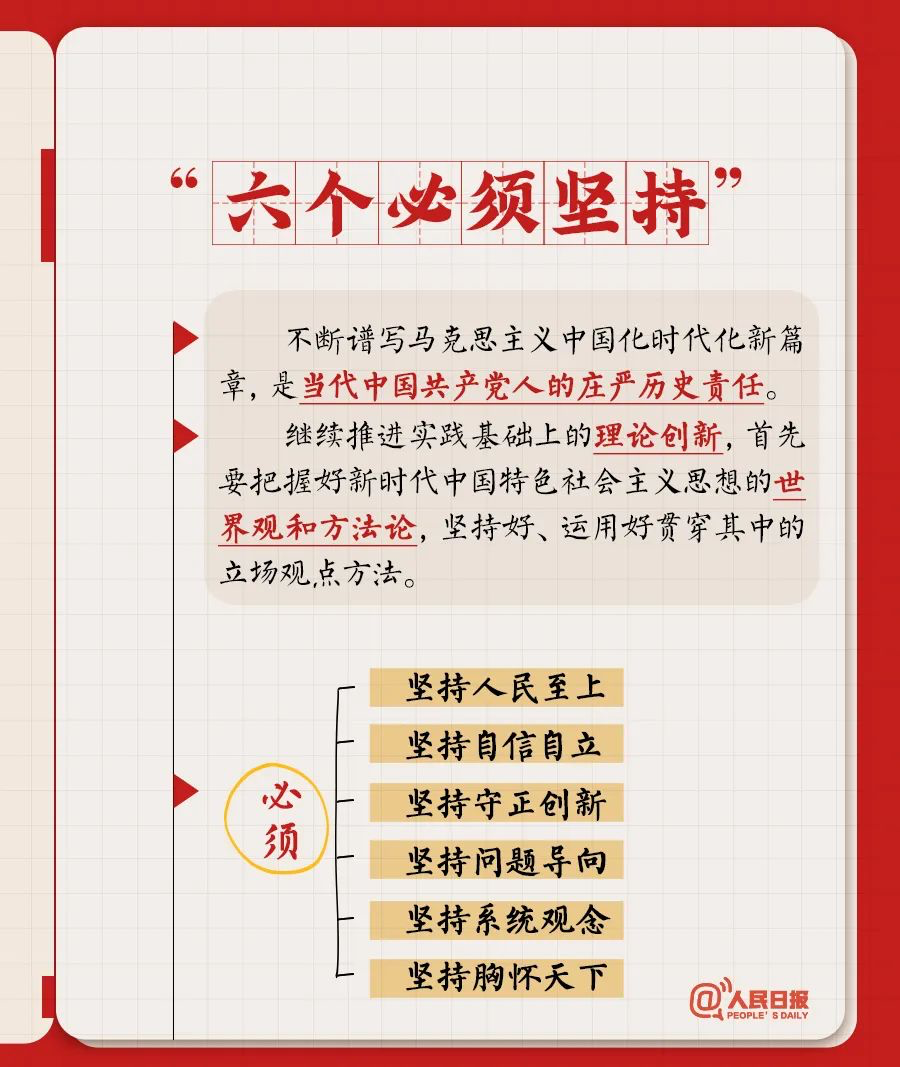 “六个必须坚持”
不断谱写马克思主义中国化时代化新篇
章,是当代中国共产党人的庄严历史责任。
继续推进实践基础上的理论创新,首先
要把握好新时代中国特色社会主义思想的世
界观和方法论,坚持好、运用好贯穿其中的
立场观点方法。
必
须
坚持人民至上
坚持自信自立
坚持守正创新
坚持问题导向
坚持系统观念
坚持胸怀天下
@人民日报
PEOPLE'S DAILY